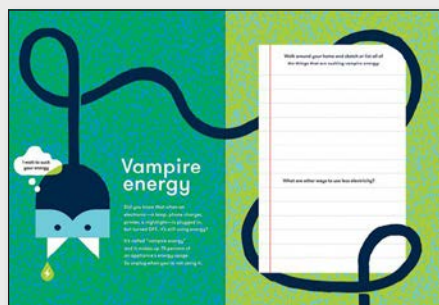 I want to suck
your energy
Vampire
energy
Did you know that when an
electronic—a lamp, phone charger,
printer, a nightlight—is plugged in,
but turned OFF, it's still using energy?
It's called "vampire energy"
and it makes up 75 percent of
an appliance's energy usage.
So unplug when you're not using it.
Walk around your home and sketch or list all of
the things that are sucking vampire energy:
What are other ways to use less electricity?